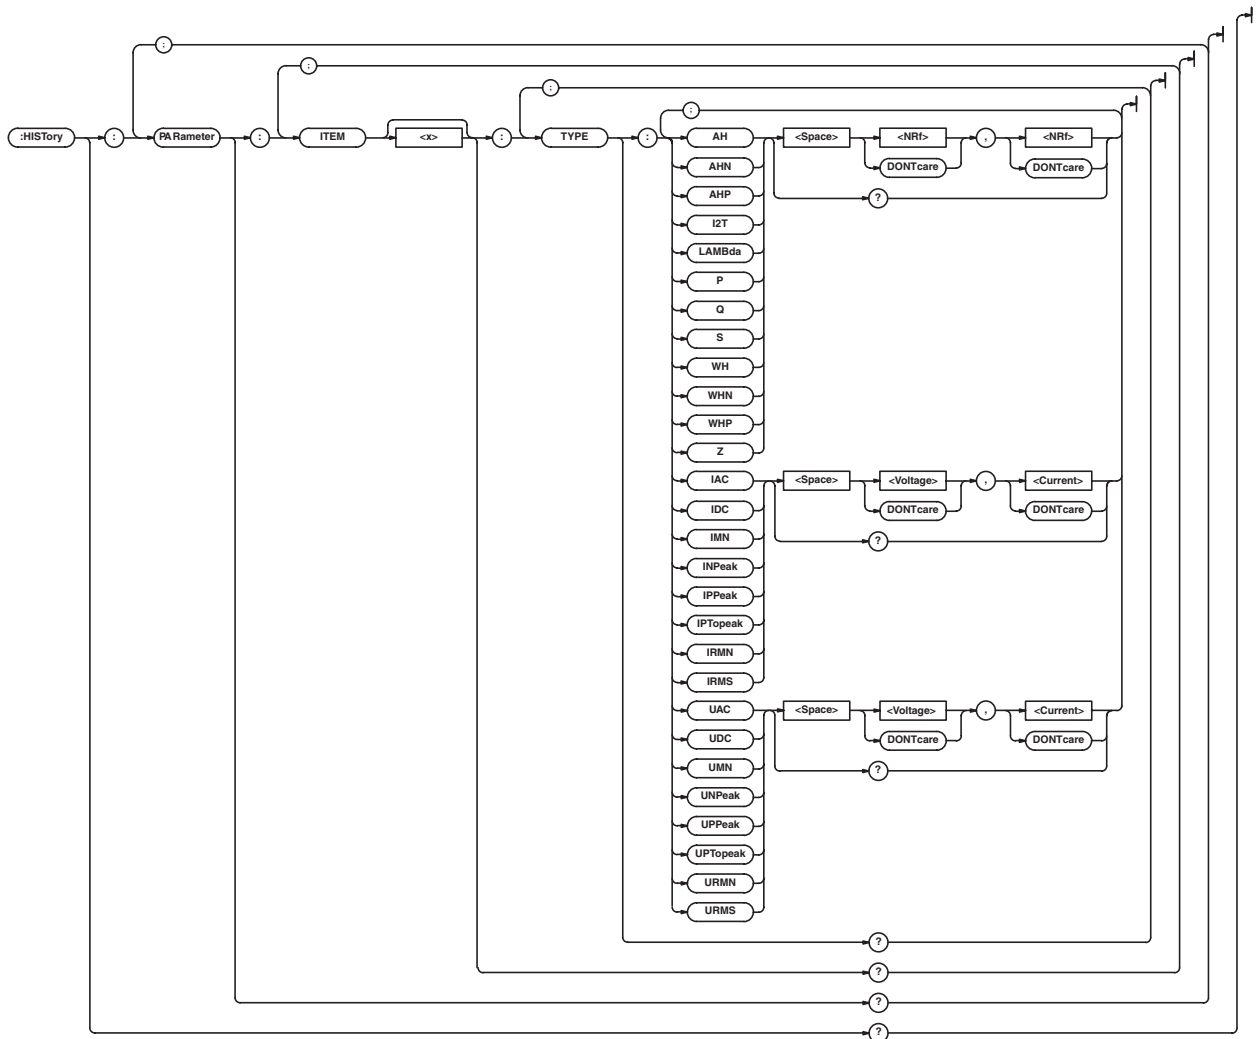 ;
;
;
;
:HISTory : PARameter : ITEM <x> : TYPE : AH <Space> <NRf> , <NRf>
AHN DONTcare DONTcare
AHP ?
I2T
LAMBda
P
Q
S
WH
WHN
WHP
Z
IAC <Space> <Voltage> , <Current>
IDC DONTcare DONTcare
IMN ?
INPeak
IPPeak
IPTopeak
IRMN
IRMS
UAC <Space> <Voltage> , <Current>
UDC DONTcare DONTcare
UMN ?
UNPeak
UPPeak
UPTopeak
URMN
URMS
?
?
?
?